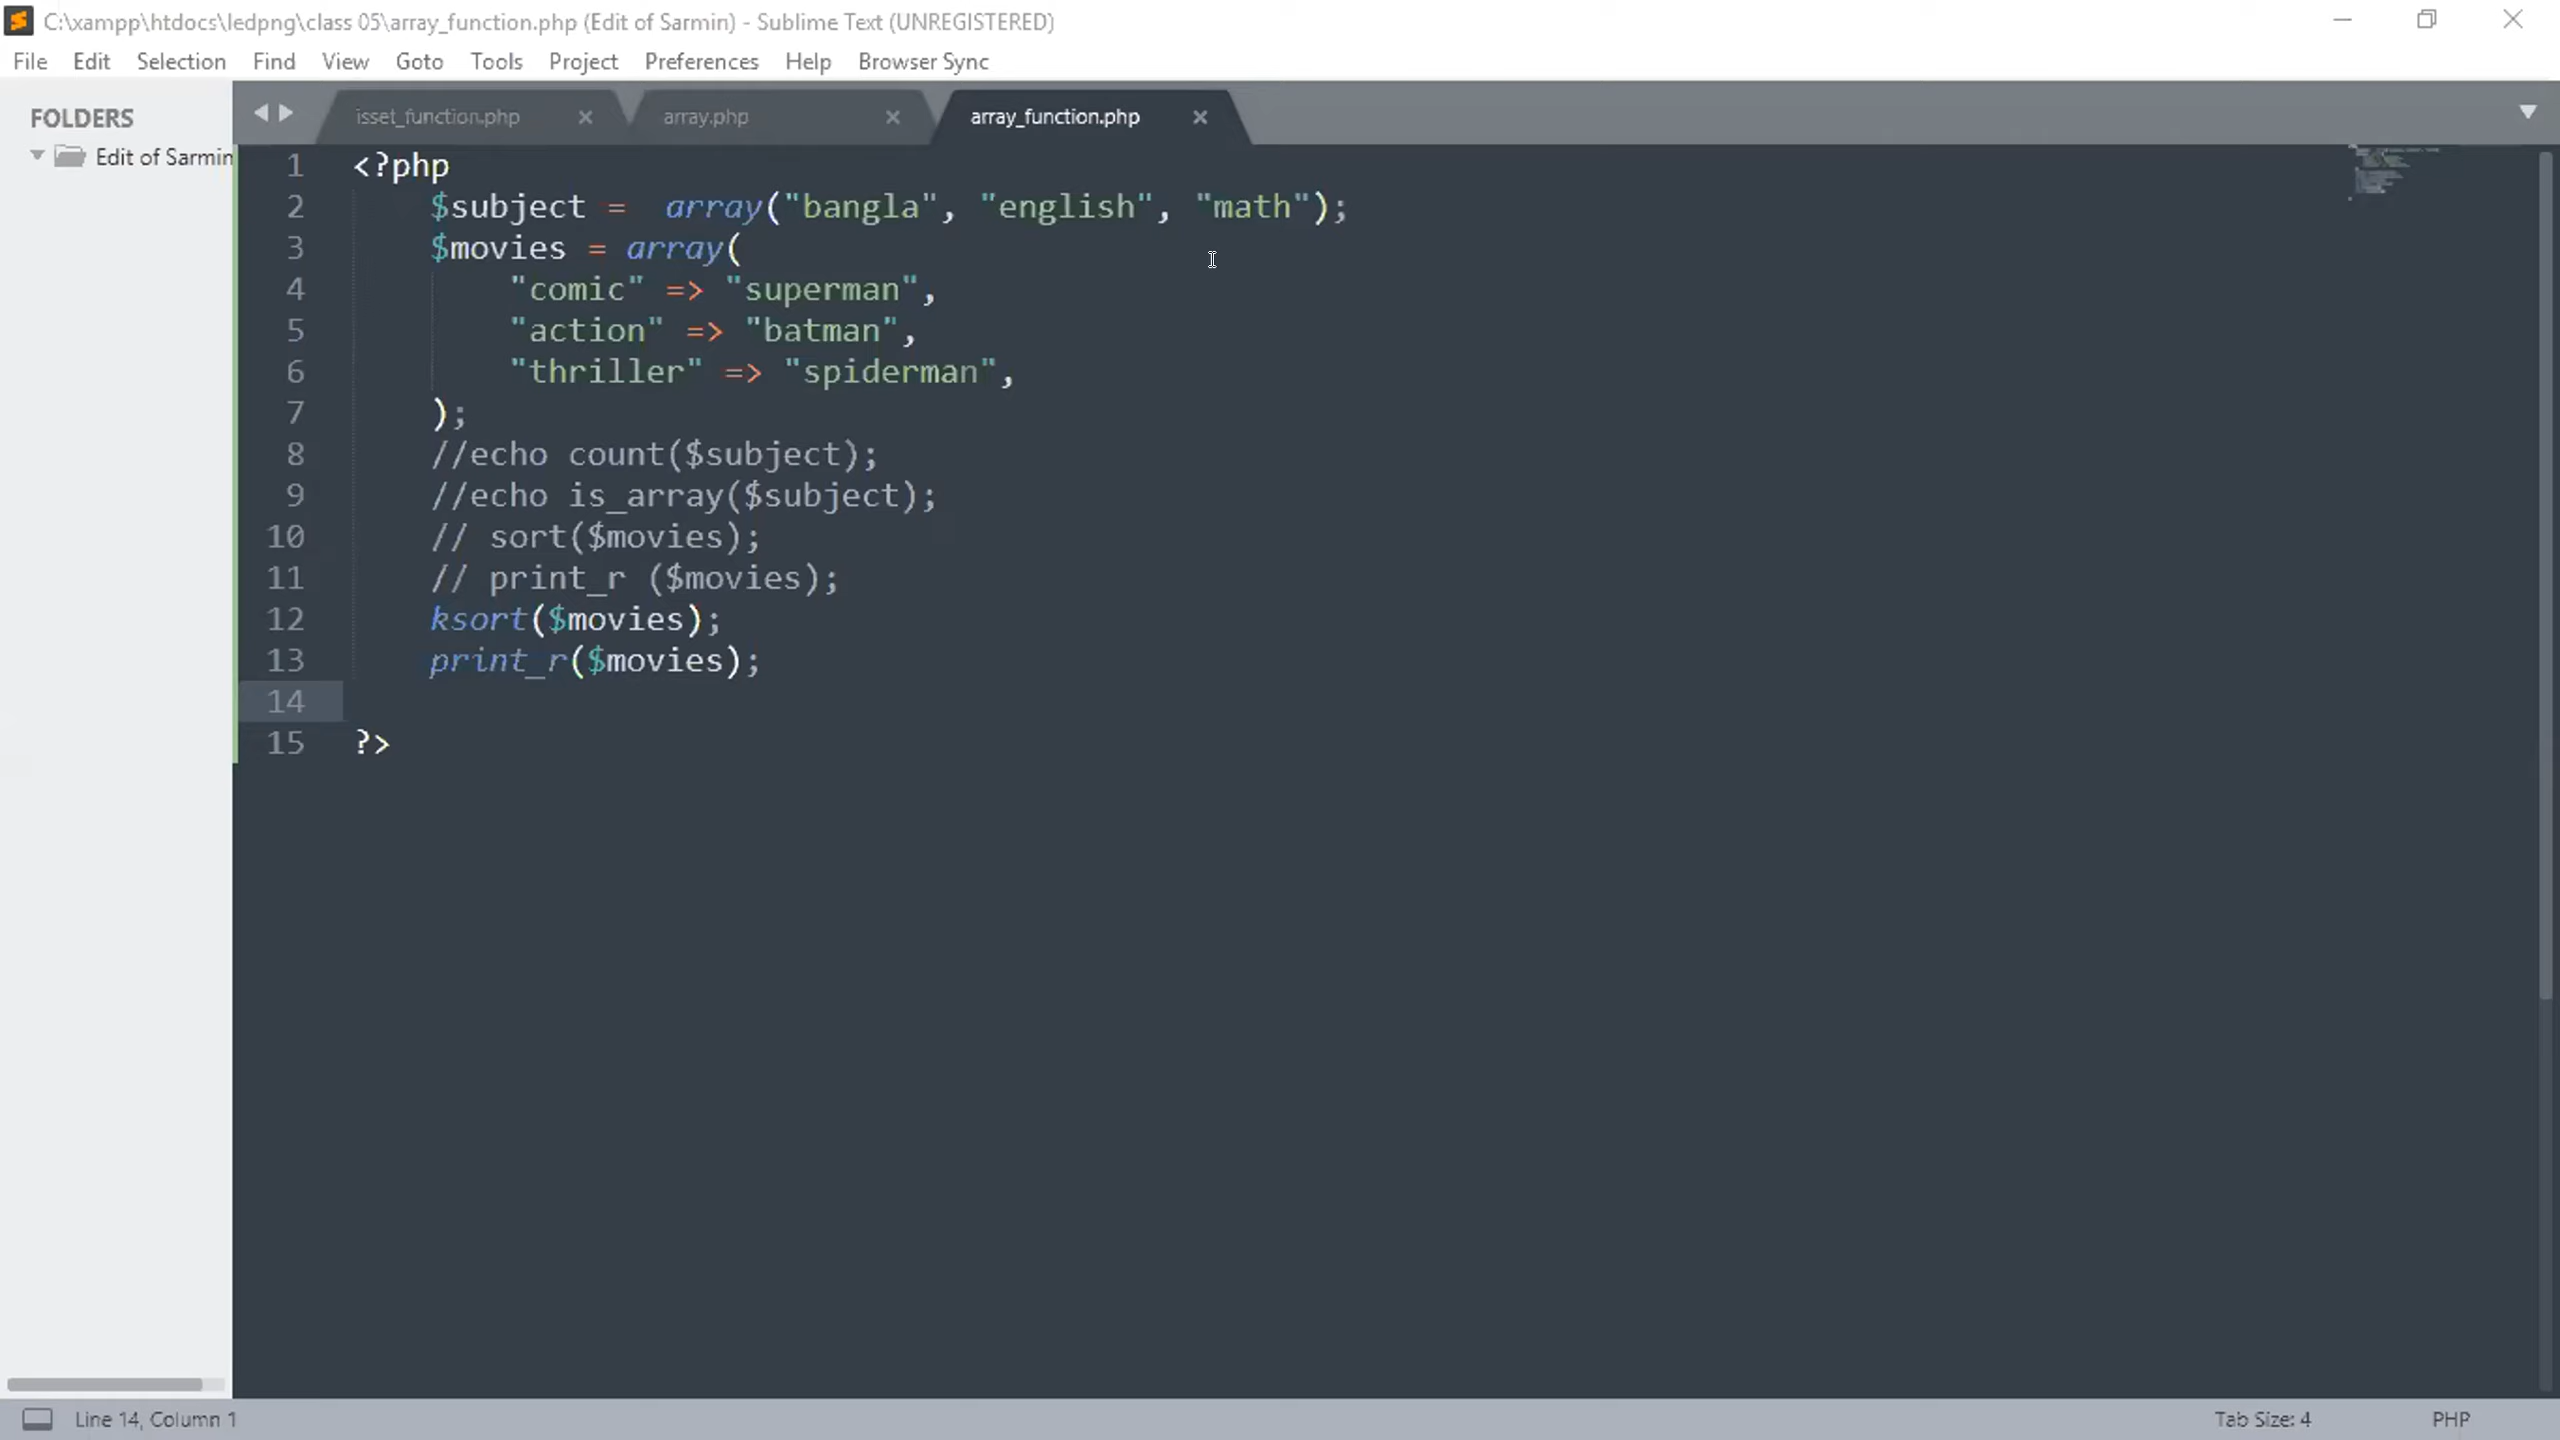 C:\xampp\htdocs\ledpng\class 05\array_function.php (Edit of Sarmin) - Sublime Text (UNREGISTERED)
File Edit Selection Find View Goto Tools Project Preferences Help Browser Sync
FOLDERS
Edit of Sarmin
isset_function.php array.php array_function.php
1 <?php
2 $subject =  array("bangla", "english", "math");
3 $movies = array(
4 "comic" => "superman",
5 "action" => "batman",
6 "thriller" => "spiderman",
7 );
8 //echo count($subject);
9 //echo is_array($subject);
10 // sort($movies);
11 // print_r ($movies);
12 ksort($movies);
13 print_r($movies);
14
15 ?>
Line 14, Column 1
Tab Size: 4
PHP